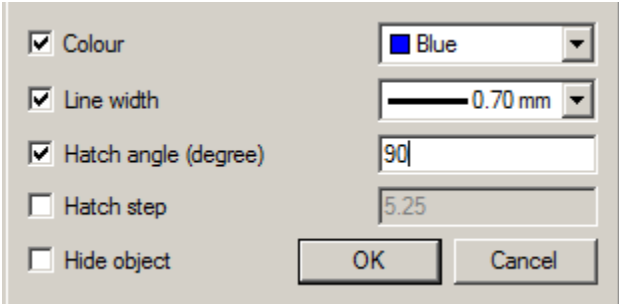 Colour Blue
Line width 0.70 mm
Hatch angle (degree) 90
Hatch step 5.25
Hide object OK Cancel